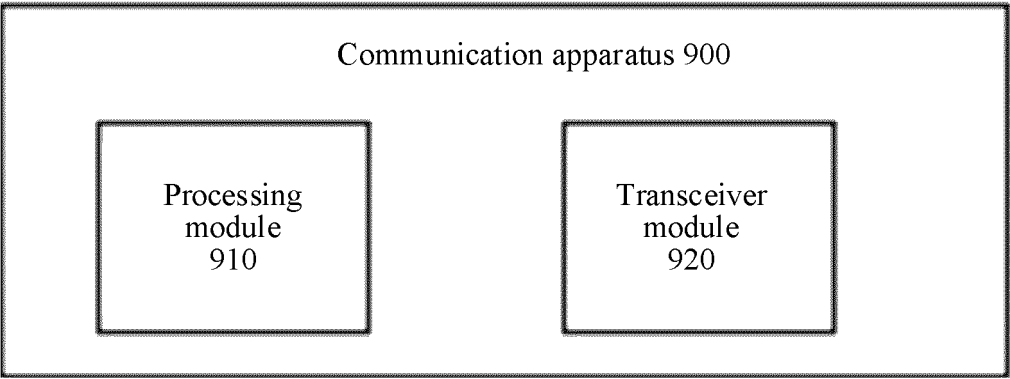 Communication apparatus 900
Processing
module
910
Transceiver
module
920